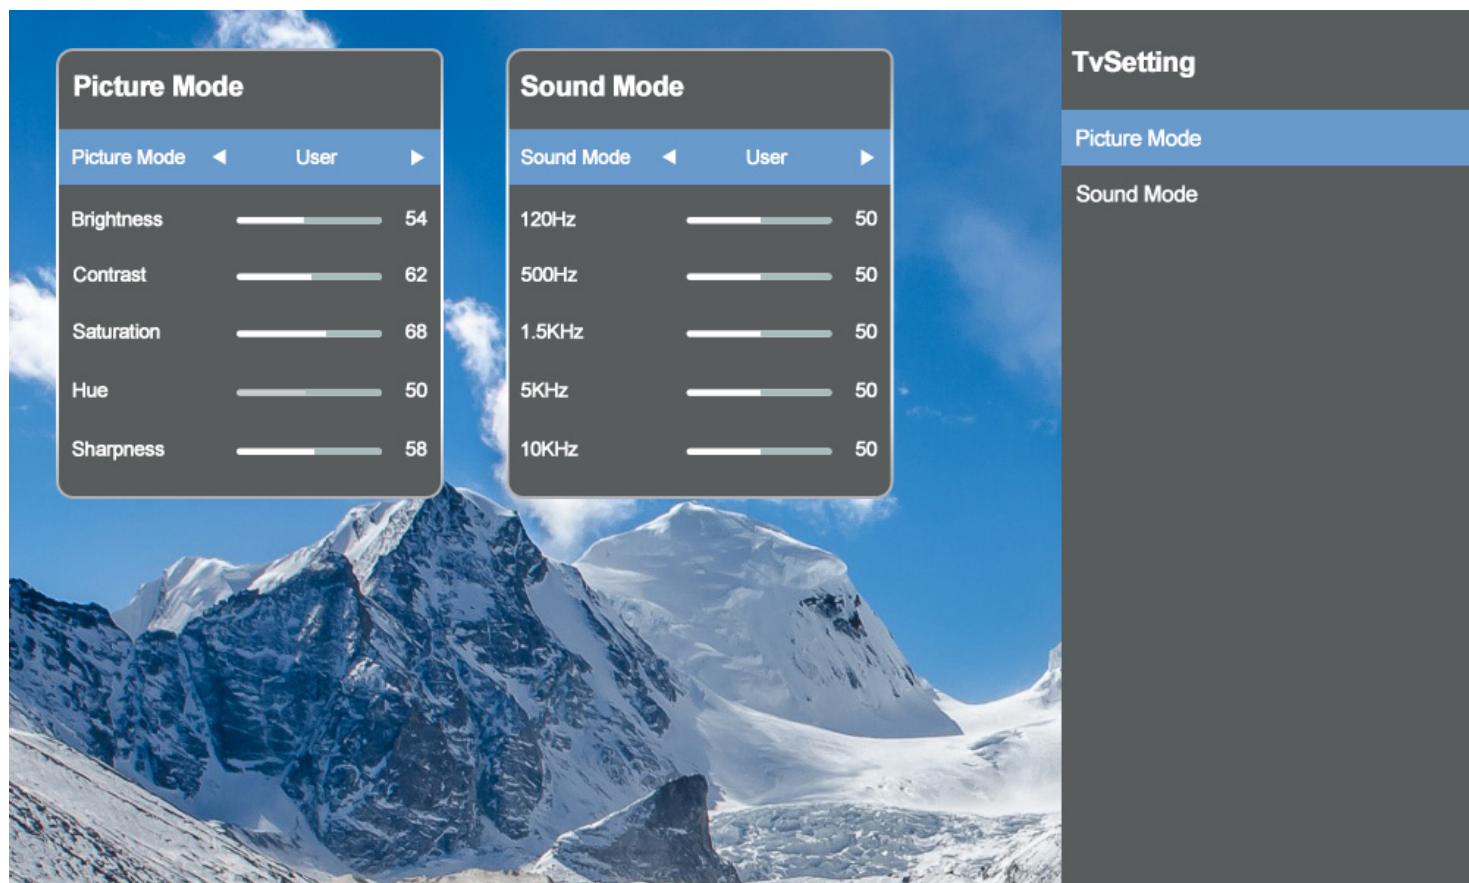 Picture Mode
Picture Mode User
Brightness 54
Contrast 62
Saturation 68
Hue 50
Sharpness 58
Sound Mode
Sound Mode User
120Hz 50
500Hz 50
1.5KHz 50
5KHz 50
10KHz 50
TvSetting
Picture Mode
Sound Mode